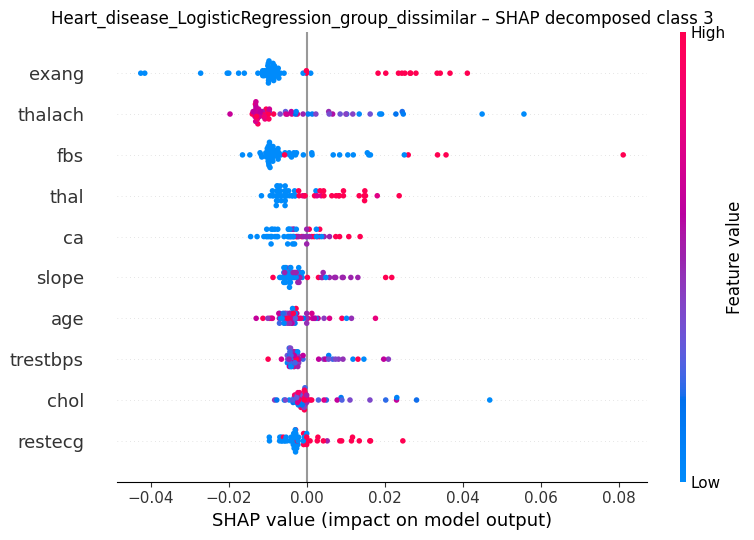 Heart_disease_LogisticRegression_group_dissimilar – SHAP decomposed class 3
High
exang
thalach
fbs
thal
ca
slope
age
trestbps
chol
restecg
Feature value
Low
−0.04 −0.02 0.00 0.02 0.04 0.06 0.08
SHAP value (impact on model output)